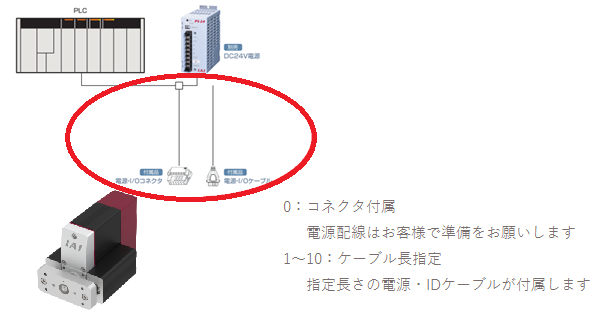 PLC
PS-24
別売
DC24V電源
付属品
電源・I/Oコネクタ
付属品
電源・I/Oケーブル
IAI
0：コネクタ付属
電源配線はお客様で準備をお願いします
1～10：ケーブル長指定
指定長さの電源・IDケーブルが付属します